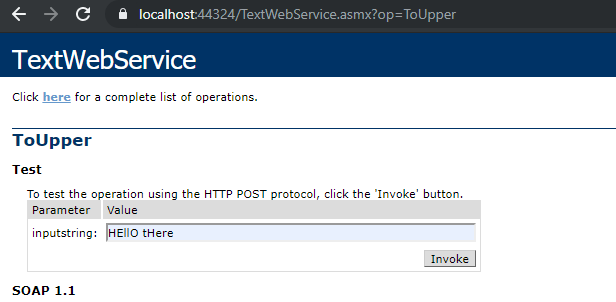 localhost:44324/TextWebService.asmx?op=ToUpper
TextWebService
Click here for a complete list of operations.
ToUpper
Test
To test the operation using the HTTP POST protocol, click the 'Invoke' button.
Parameter Value
inputstring: HEllO tHere
Invoke
SOAP 1.1